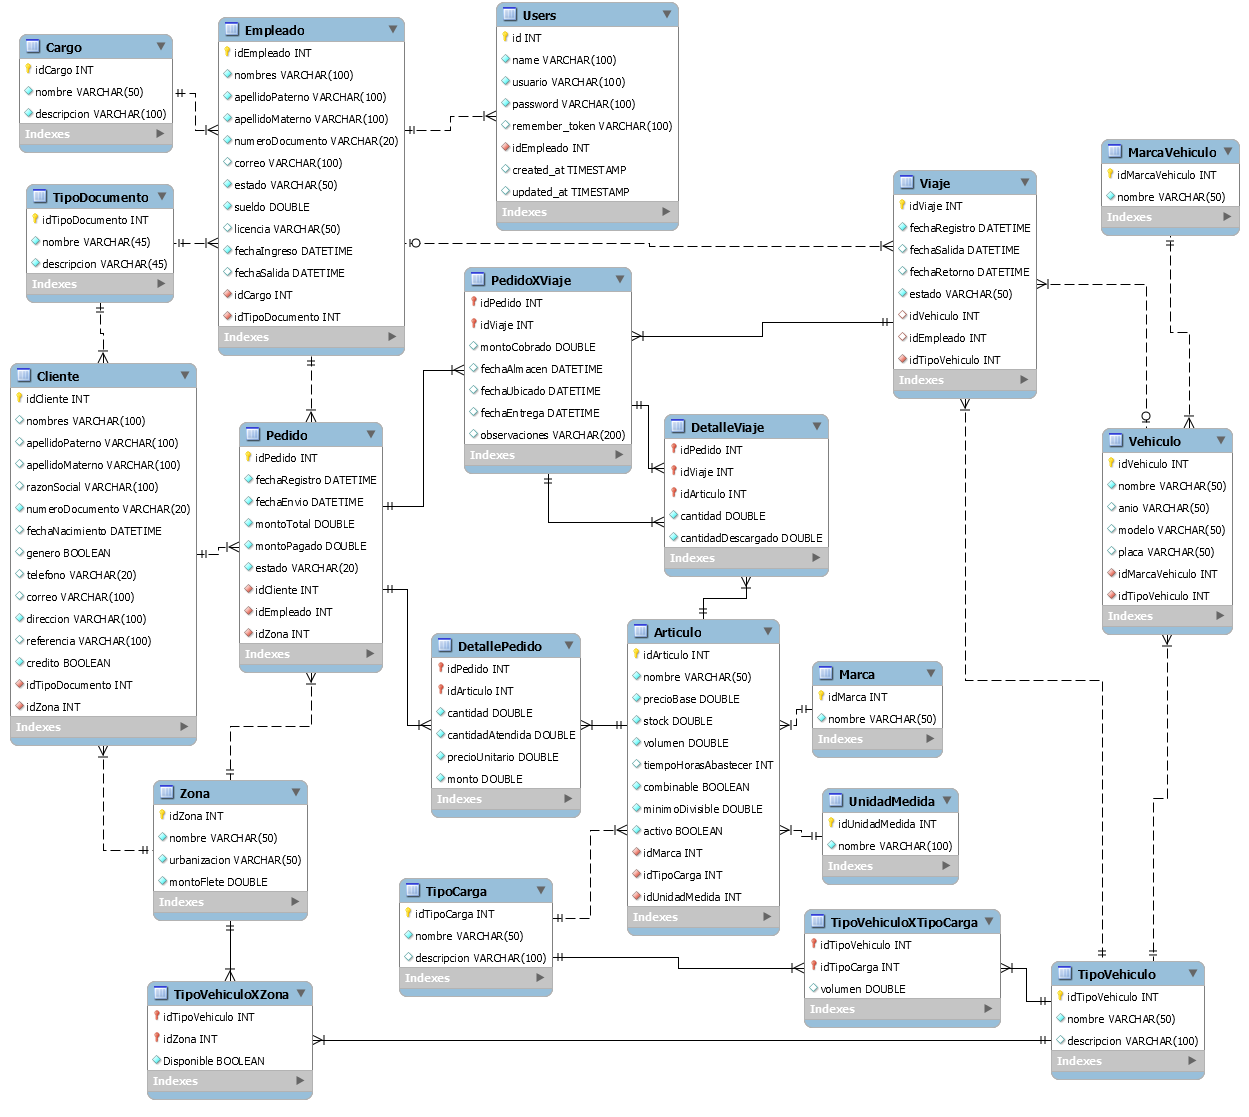 Cargo
idCargo INT
nombre VARCHAR(50)
descripcion VARCHAR(100)
Indexes
Empleado
idEmpleado INT
nombres VARCHAR(100)
apellidoPaterno VARCHAR(100)
apellidoMaterno VARCHAR(100)
numeroDocumento VARCHAR(20)
correo VARCHAR(100)
estado VARCHAR(50)
sueldo DOUBLE
licencia VARCHAR(50)
fechaIngreso DATETIME
fechaSalida DATETIME
idCargo INT
idTipoDocumento INT
Indexes
Users
id INT
name VARCHAR(100)
usuario VARCHAR(100)
password VARCHAR(100)
remember_token VARCHAR(100)
idEmpleado INT
created_at TIMESTAMP
updated_at TIMESTAMP
Indexes
TipoDocumento
idTipoDocumento INT
nombre VARCHAR(45)
descripcion VARCHAR(45)
Indexes
Viaje
idViaje INT
fechaRegistro DATETIME
fechaSalida DATETIME
fechaRetorno DATETIME
estado VARCHAR(50)
idVehiculo INT
idEmpleado INT
idTipoVehiculo INT
Indexes
MarcaVehiculo
idMarcaVehiculo INT
nombre VARCHAR(50)
Indexes
PedidoXViaje
idPedido INT
idViaje INT
montoCobrado DOUBLE
fechaAlmacen DATETIME
fechaUbicado DATETIME
fechaEntrega DATETIME
observaciones VARCHAR(200)
Indexes
Cliente
idCliente INT
nombres VARCHAR(100)
apellidoPaterno VARCHAR(100)
apellidoMaterno VARCHAR(100)
razonSocial VARCHAR(100)
numeroDocumento VARCHAR(20)
fechaNacimiento DATETIME
genero BOOLEAN
telefono VARCHAR(20)
correo VARCHAR(100)
direccion VARCHAR(100)
referencia VARCHAR(100)
credito BOOLEAN
idTipoDocumento INT
idZona INT
Indexes
Pedido
idPedido INT
fechaRegistro DATETIME
fechaEnvio DATETIME
montoTotal DOUBLE
montoPagado DOUBLE
estado VARCHAR(20)
idCliente INT
idEmpleado INT
idZona INT
Indexes
DetalleViaje
idPedido INT
idViaje INT
idArticulo INT
cantidad DOUBLE
cantidadDescargado DOUBLE
Indexes
Vehiculo
idVehiculo INT
nombre VARCHAR(50)
anio VARCHAR(50)
modelo VARCHAR(50)
placa VARCHAR(50)
idMarcaVehiculo INT
idTipoVehiculo INT
Indexes
DetallePedido
idPedido INT
idArticulo INT
cantidad DOUBLE
cantidadAtendida DOUBLE
precioUnitario DOUBLE
monto DOUBLE
Indexes
Articulo
idArticulo INT
nombre VARCHAR(50)
precioBase DOUBLE
stock DOUBLE
volumen DOUBLE
tiempoHorasAbastecer INT
combinable BOOLEAN
minimoDivisible DOUBLE
activo BOOLEAN
idMarca INT
idTipoCarga INT
idUnidadMedida INT
Indexes
Marca
idMarca INT
nombre VARCHAR(50)
Indexes
UnidadMedida
idUnidadMedida INT
nombre VARCHAR(100)
Indexes
Zona
idZona INT
nombre VARCHAR(50)
urbanizacion VARCHAR(50)
montoFlete DOUBLE
Indexes
TipoCarga
idTipoCarga INT
nombre VARCHAR(50)
descripcion VARCHAR(100)
Indexes
TipoVehiculoXTipoCarga
idTipoVehiculo INT
idTipoCarga INT
volumen DOUBLE
Indexes
TipoVehiculo
idTipoVehiculo INT
nombre VARCHAR(50)
descripcion VARCHAR(100)
Indexes
TipoVehiculoXZona
idTipoVehiculo INT
idZona INT
Disponible BOOLEAN
Indexes